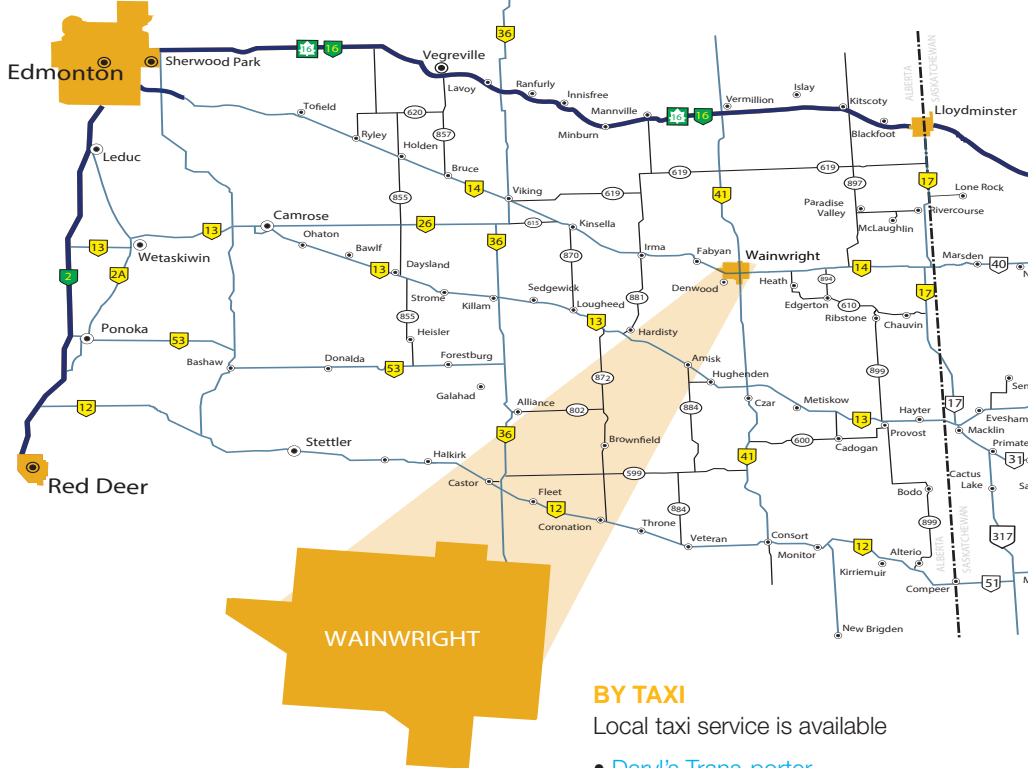 36
16
16
Vegreville
Edmonton
Sherwood Park
Lavoy
Ranfurly
Innisfree
Mannville
Minburn
16
16
Vermillion
Islay
Kitscoty
Blackfoot
ALBERTA
SASKATCHEWAN
Lloydminster
Tofield
620
857
Ryley
Holden
Bruce
Leduc
14
855
Viking
619
619
619
41
897
17
Lone Rock
Paradise
Valley
Rivercourse
McLaughlin
Camrose
13
26
615
Kinsella
36
Ohaton
Bawlf
13
Daysland
13
Wetaskiwin
2
2A
870
Irma
Fabyan
Wainwright
Denwood
Heath
894
14
Marsden
40
N
Edgerton
610
17
Ribstone
Chauvin
Strome
Killam
Sedgewick
Lougheed
881
13
Hardisty
855
Heisler
Ponoka
53
Bashaw
Donalda
53
Forestburg
Galahad
Amisk
Hughenden
872
899
884
Czar
Metiskow
13
Hayter
17
Sen
Evesham
Macklin
Primate
31
12
Alliance
802
36
Brownfield
600
Cadogan
Provost
Stettler
Halkirk
Castor
599
41
Red Deer
Fleet
12
Coronation
884
Throne
Veteran
Consort
Monitor
12
Bodo
Cactus
Lake
Sa
899
317
Alterio
Kirriemuir
Compeer
51
M
ALBERTA
SASKATCHEWAN
New Brigden
WAINWRIGHT
BY TAXI
Local taxi service is available
• Daryl's Trans-porter